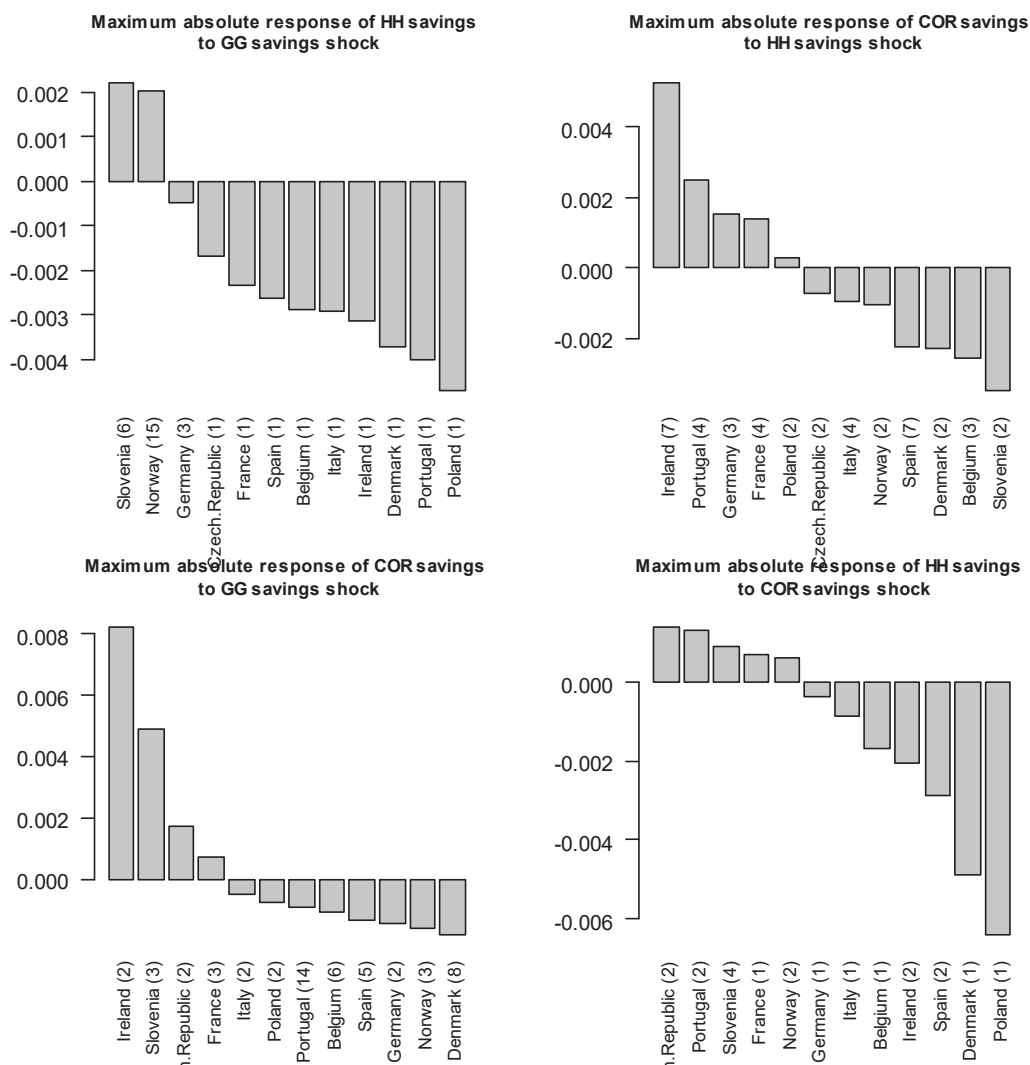 Maximum absolute response of HH savings
to GG savings shock
0.002
0.001
0.000
-0.001
-0.002
-0.003
-0.004
Slovenia (6)
Norway (15)
Germany (3)
Czech.Republic (1)
France (1)
Spain (1)
Belgium (1)
Italy (1)
Ireland (1)
Denmark (1)
Portugal (1)
Poland (1)
Maximum absolute response of COR savings
to HH savings shock
0.004
0.002
0.000
-0.002
Ireland (7)
Portugal (4)
Germany (3)
France (4)
Poland (2)
Czech.Republic (2)
Italy (4)
Norway (2)
Spain (7)
Denmark (2)
Belgium (3)
Slovenia (2)
Maximum absolute response of COR savings
to GG savings shock
0.008
0.006
0.004
0.002
0.000
Ireland (2)
Slovenia (3)
h.Republic (2)
France (3)
Italy (2)
Poland (2)
Portugal (14)
Belgium (6)
Spain (5)
Germany (2)
Norway (3)
Denmark (8)
Maximum absolute response of HH savings
to COR savings shock
0.000
-0.002
-0.004
-0.006
h.Republic (2)
Portugal (2)
Slovenia (4)
France (1)
Norway (2)
Germany (1)
Italy (1)
Belgium (1)
Ireland (2)
Spain (2)
Denmark (1)
Poland (1)